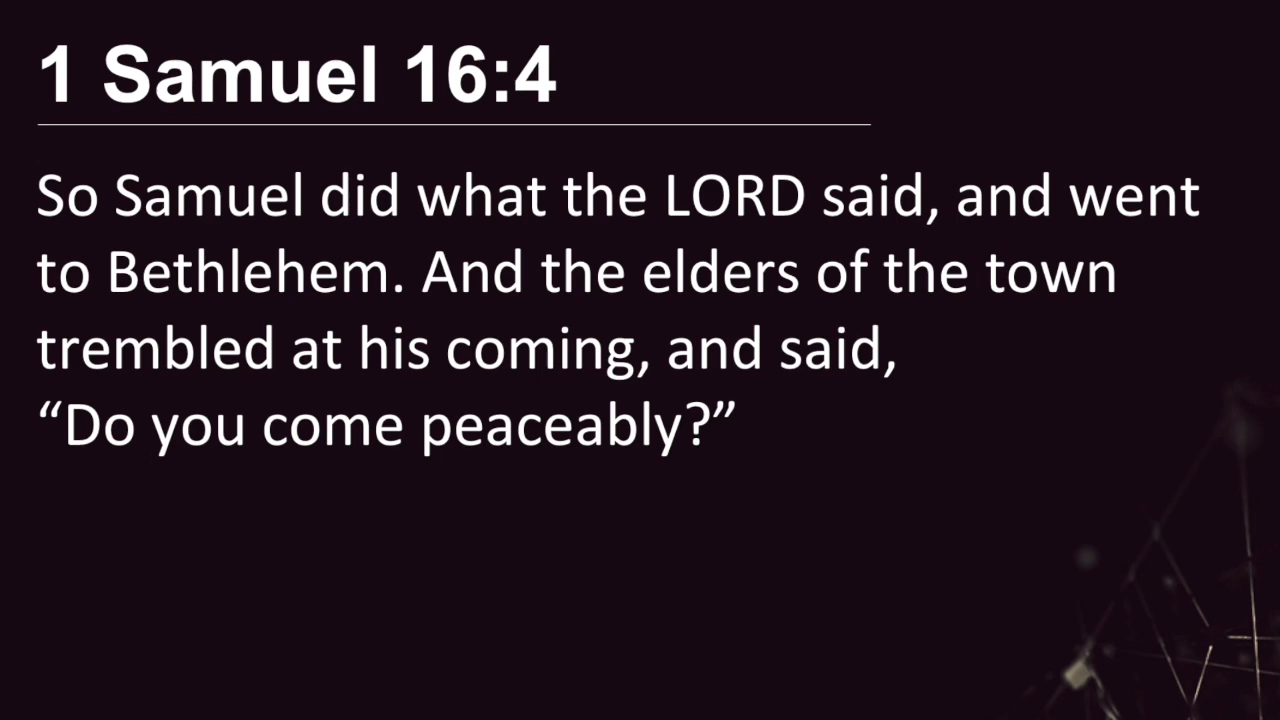 1 Samuel 16:4
So Samuel did what the LORD said, and went
to Bethlehem. And the elders of the town
trembled at his coming, and said,
“Do you come peaceably?”